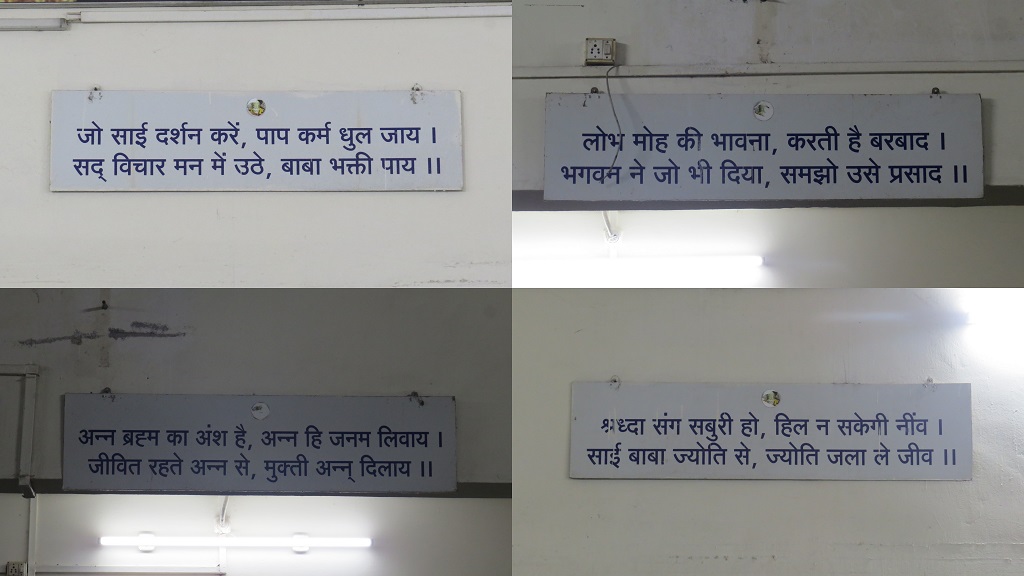 जो साई दर्शन करें, पाप कर्म धुल जाय ।
सद् विचार मन में उठे, बाबा भक्ती पाय ।।
लोभ मोह की भावना, करती है बरबाद ।
भगवन ने जो भी दिया, समझो उसे प्रसाद ।।
अन्न ब्रह्म का अंश है, अन्न हि जनम लिवाय ।
जीवित रहते अन्न से, मुक्ती अन्न् दिलाय ।।
श्रध्दा संग सबुरी हो, हिल न सकेगी नींव ।
साई बाबा ज्योति से, ज्योति जला ले जीव ।।